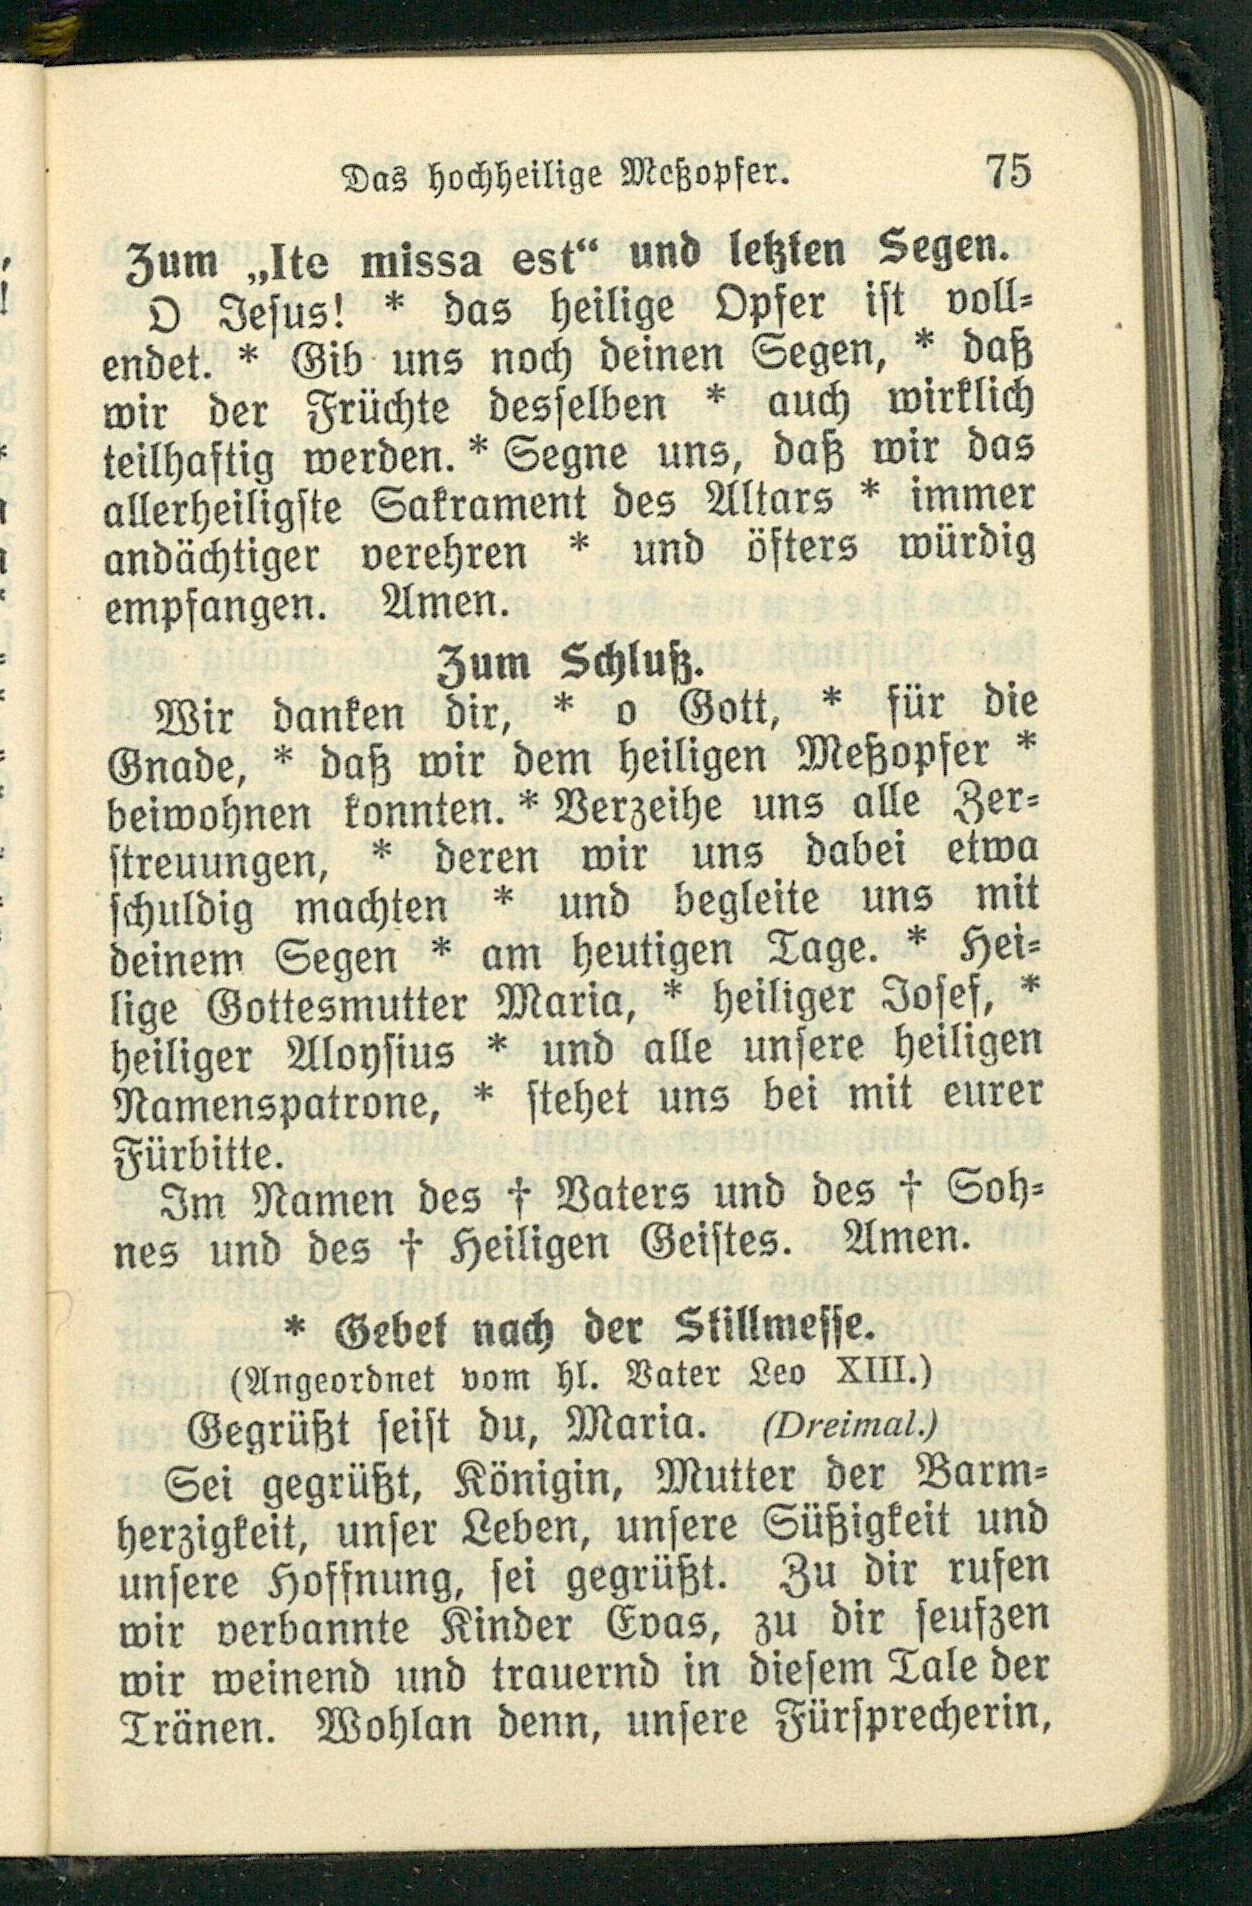 Das hochheilige Meßopfer. 75
Zum „Ite missa est“ und letzten Segen.
O Jesus! * das heilige Opfer ist voll-
endet. * Gib uns noch deinen Segen, * daß
wir der Früchte desselben * auch wirklich
teilhaftig werden. * Segne uns, daß wir das
allerheiligste Sakrament des Altars * immer
andächtiger verehren * und öfters würdig
empfangen. Amen.
Zum Schluß.
Wir danken dir, * o Gott, * für die
Gnade, * daß wir dem heiligen Meßopfer *
beiwohnen konnten. * Verzeihe uns alle Zer-
streuungen, * deren wir uns dabei etwa
schuldig machten * und begleite uns mit
deinem Segen * am heutigen Tage. * Hei-
lige Gottesmutter Maria, * heiliger Josef, *
heiliger Aloysius * und alle unsere heiligen
Namenspatrone, * stehet uns bei mit eurer
Fürbitte.
Im Namen des † Vaters und des † Soh-
nes und des † Heiligen Geistes. Amen.
* Gebet nach der Stillmesse.
(Angeordnet vom hl. Vater Leo XIII.)
Gegrüßt seist du, Maria. (Dreimal.)
Sei gegrüßt, Königin, Mutter der Barm-
herzigkeit, unser Leben, unsere Süßigkeit und
unsere Hoffnung, sei gegrüßt. Zu dir rufen
wir verbannte Kinder Evas, zu dir seufzen
wir weinend und trauernd in diesem Tale der
Tränen. Wohlan denn, unsere Fürsprecherin,